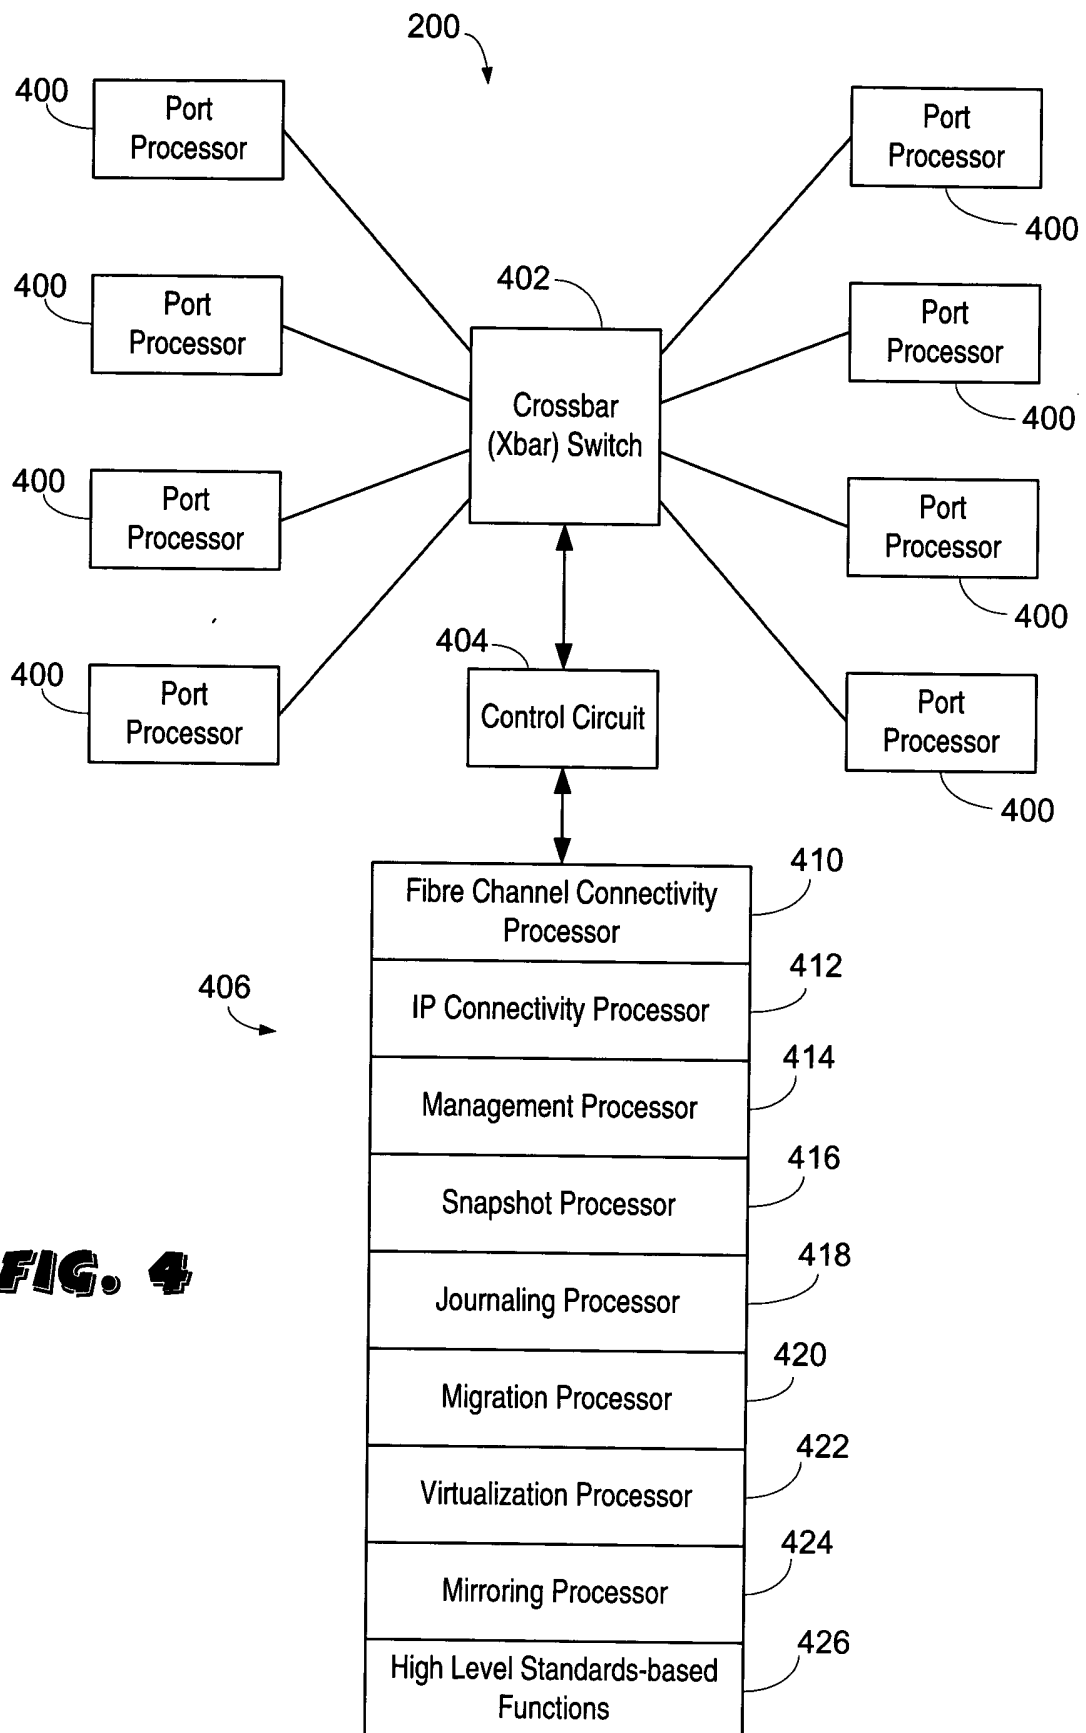 200
400
Port
Processor
Port
Processor
400
400
Port
Processor
402
Port
Processor
400
Crossbar
(Xbar) Switch
400
Port
Processor
Port
Processor
400
404
400
Port
Processor
Control Circuit
Port
Processor
400
Fibre Channel Connectivity
Processor
410
406
IP Connectivity Processor
412
Management Processor
414
Snapshot Processor
416
FIG. 4
Journaling Processor
418
Migration Processor
420
Virtualization Processor
422
Mirroring Processor
424
High Level Standards-based
Functions
426